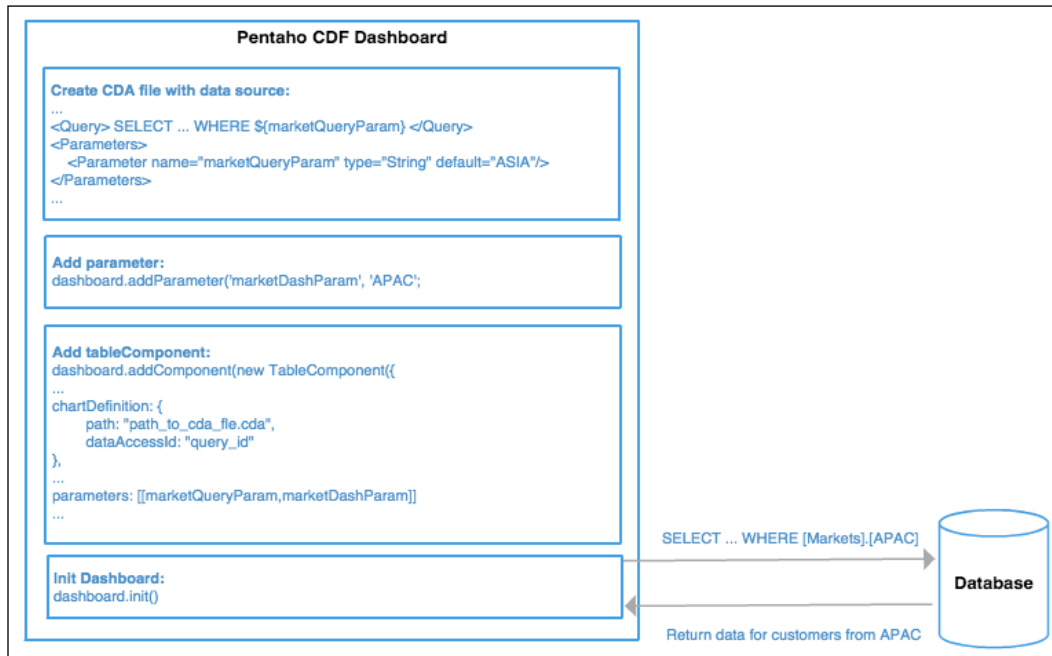 Pentaho CDF Dashboard
Create CDA file with data source:
...
<Query> SELECT ... WHERE ${marketQueryParam} </Query>
<Parameters>
<Parameter name="marketQueryParam" type="String" default="ASIA"/>
</Parameters>
...
Add parameter:
dashboard.addParameter('marketDashParam', 'APAC';
Add tableComponent:
dashboard.addComponent(new TableComponent({
...
chartDefinition: {
path: "path_to_cda_fle.cda",
dataAccessId: "query_id"
},
...
parameters: [[marketQueryParam,marketDashParam]]
...
Init Dashboard:
dashboard.init()
SELECT ... WHERE [Markets].[APAC]
Database
Return data for customers from APAC